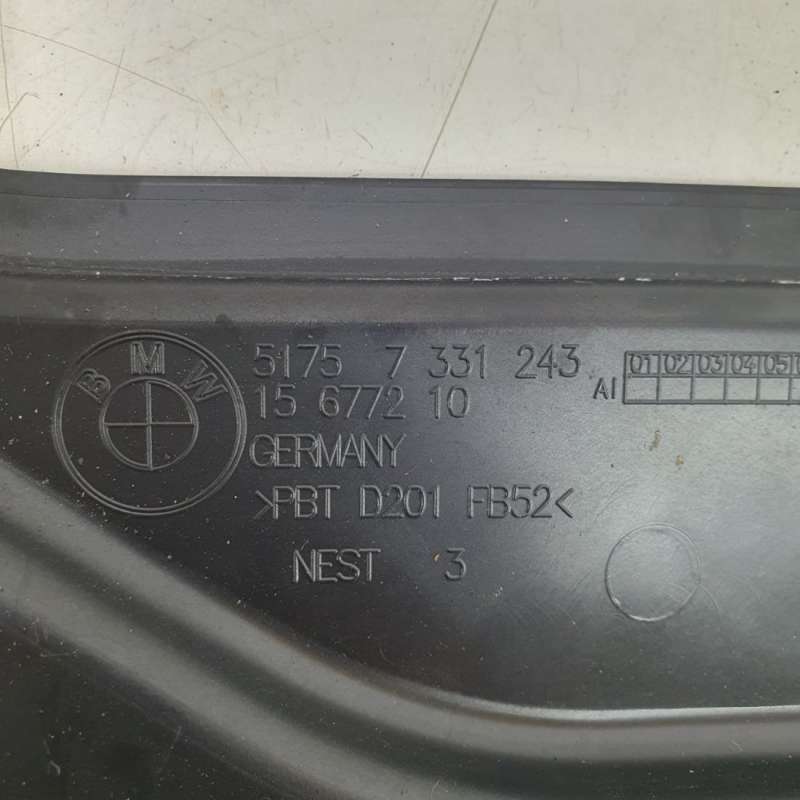 BMW
5175 7 331 243
15 6772 10
GERMANY
>PBT D201 FB52<
NEST 3
AI 01 02 03 04 05